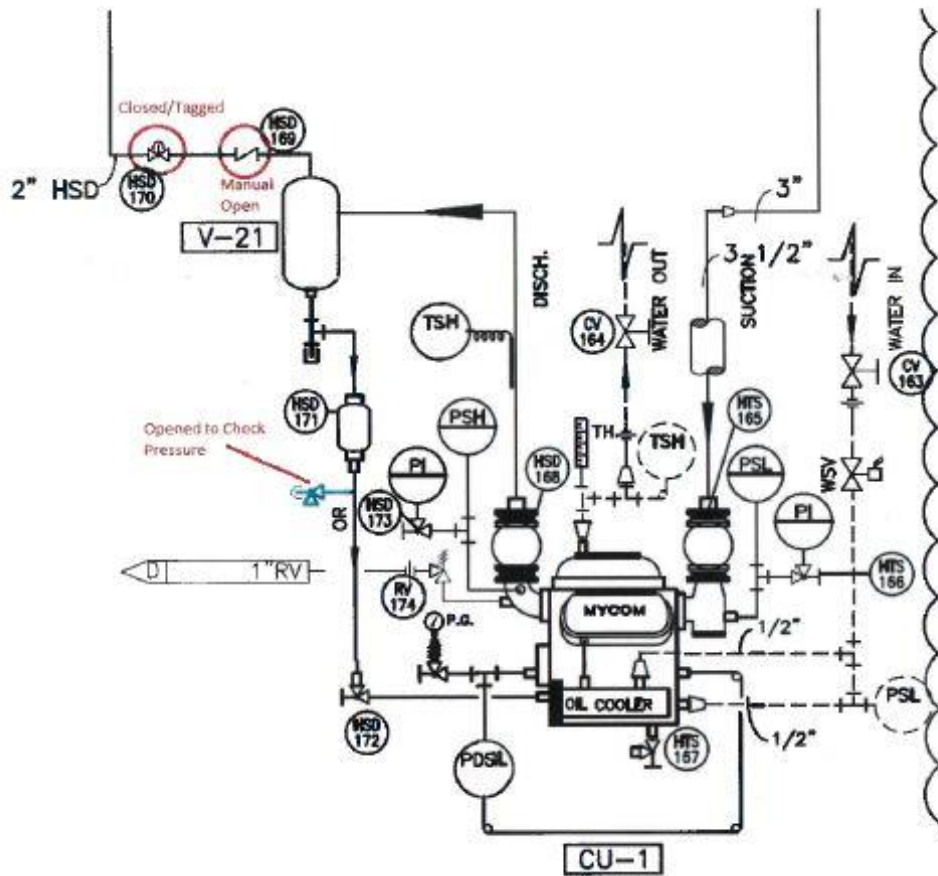 Closed/Tagged
HSD
169
2" HSD
HSD
170
Manual
Open
V-21
3"
3 1/2"
DISCH.
WATER OUT
SUCTION
WATER IN
TSH
CV
164
CV
163
HSD
171
PSH
TH.
TSH
HTS
165
Opened to Check
Pressure
PI
HSD
168
PSL
WSV
PI
HSD
173
OR
D
1"RV
RV
174
MYCOM
HTS
166
P.G.
1/2"
OIL COOLER
PSL
HSD
172
HTS
167
1/2"
PDSIL
CU-1